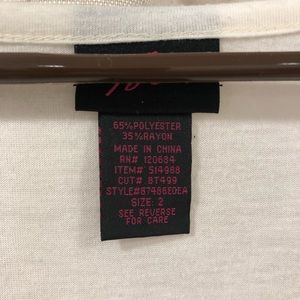 65% POLYESTER
35% RAYON
MADE IN CHINA
RN# 120684
ITEM# 514988
CUT# BT499
STYLE#87486EDEA
SIZE: 2
SEE REVERSE
FOR CARE